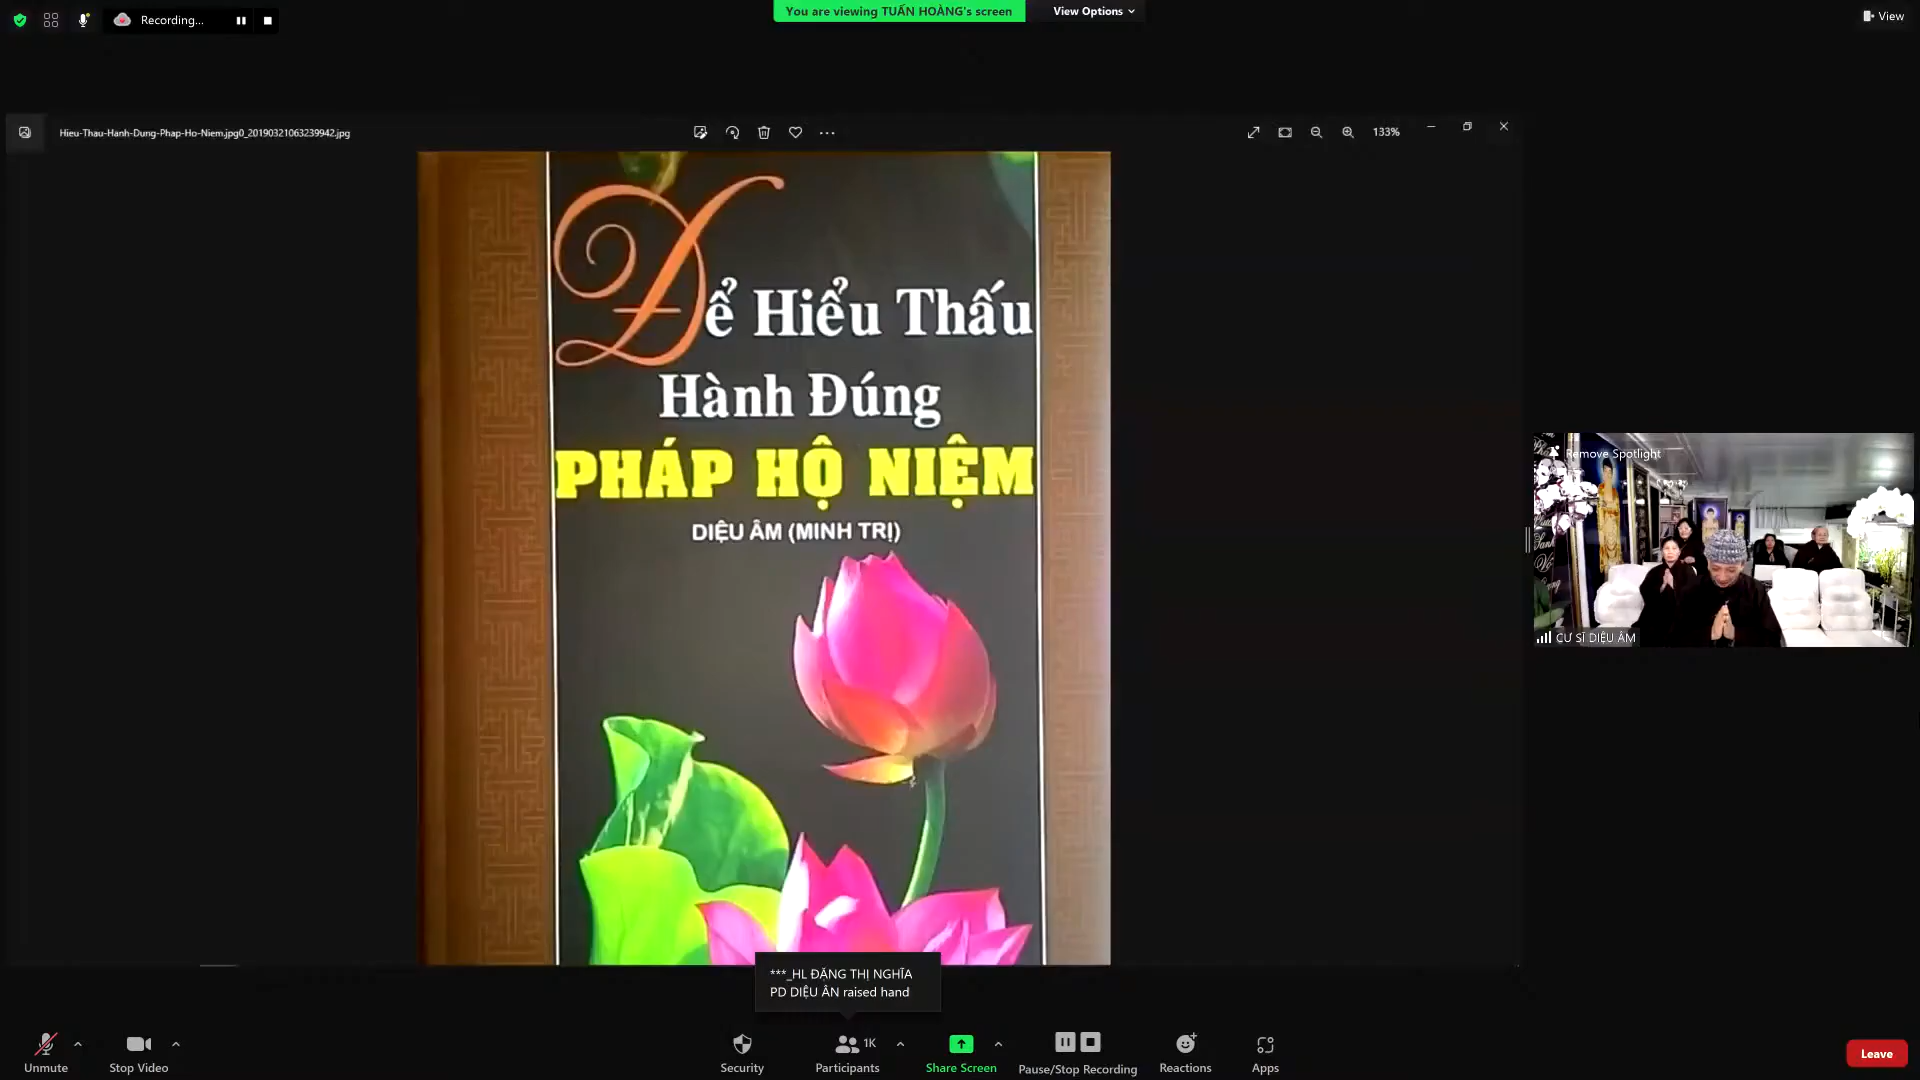 Recording...
You are viewing TUẤN HOÀNG's screen
View Options
View
Hieu-Thau-Hanh-Dung-Phap-Ho-Niem.jpg0_20190321063239942.jpg
133%
Để Hiểu Thấu
Hành Đúng
PHÁP HỘ NIỆM
DIỆU ÂM (MINH TRỊ)
Remove Spotlight
CƯ SĨ DIỆU ÂM
***_HL ĐẶNG THỊ NGHĨA
PD DIỆU ÂN raised hand
Unmute
Stop Video
Security
1K
Participants
Share Screen
Pause/Stop Recording
Reactions
Apps
Leave